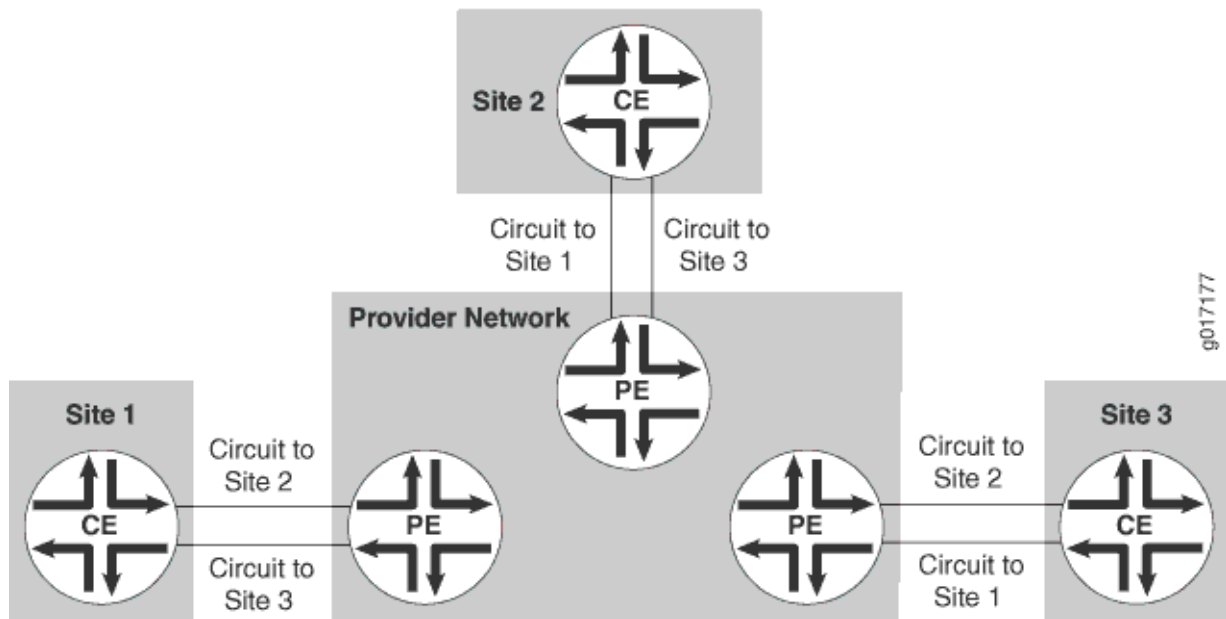 Site 2
CE
Circuit to
Site 1
Circuit to
Site 3
g017177
Provider Network
PE
Site 1
CE
Circuit to
Site 2
Circuit to
Site 3
PE
PE
Circuit to
Site 2
Circuit to
Site 1
Site 3
CE